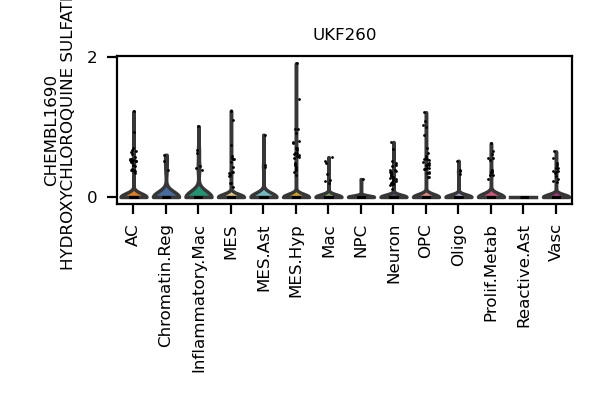 UKF260
CHEMBL1690
HYDROXYCHLOROQUINE
2
0
AC
Chromatin.Reg
Inflammatory.Mac
MES
MES.Ast
MES.Hyp
Mac
NPC
Neuron
OPC
Oligo
Prolif.Metab
Reactive.Ast
Vasc